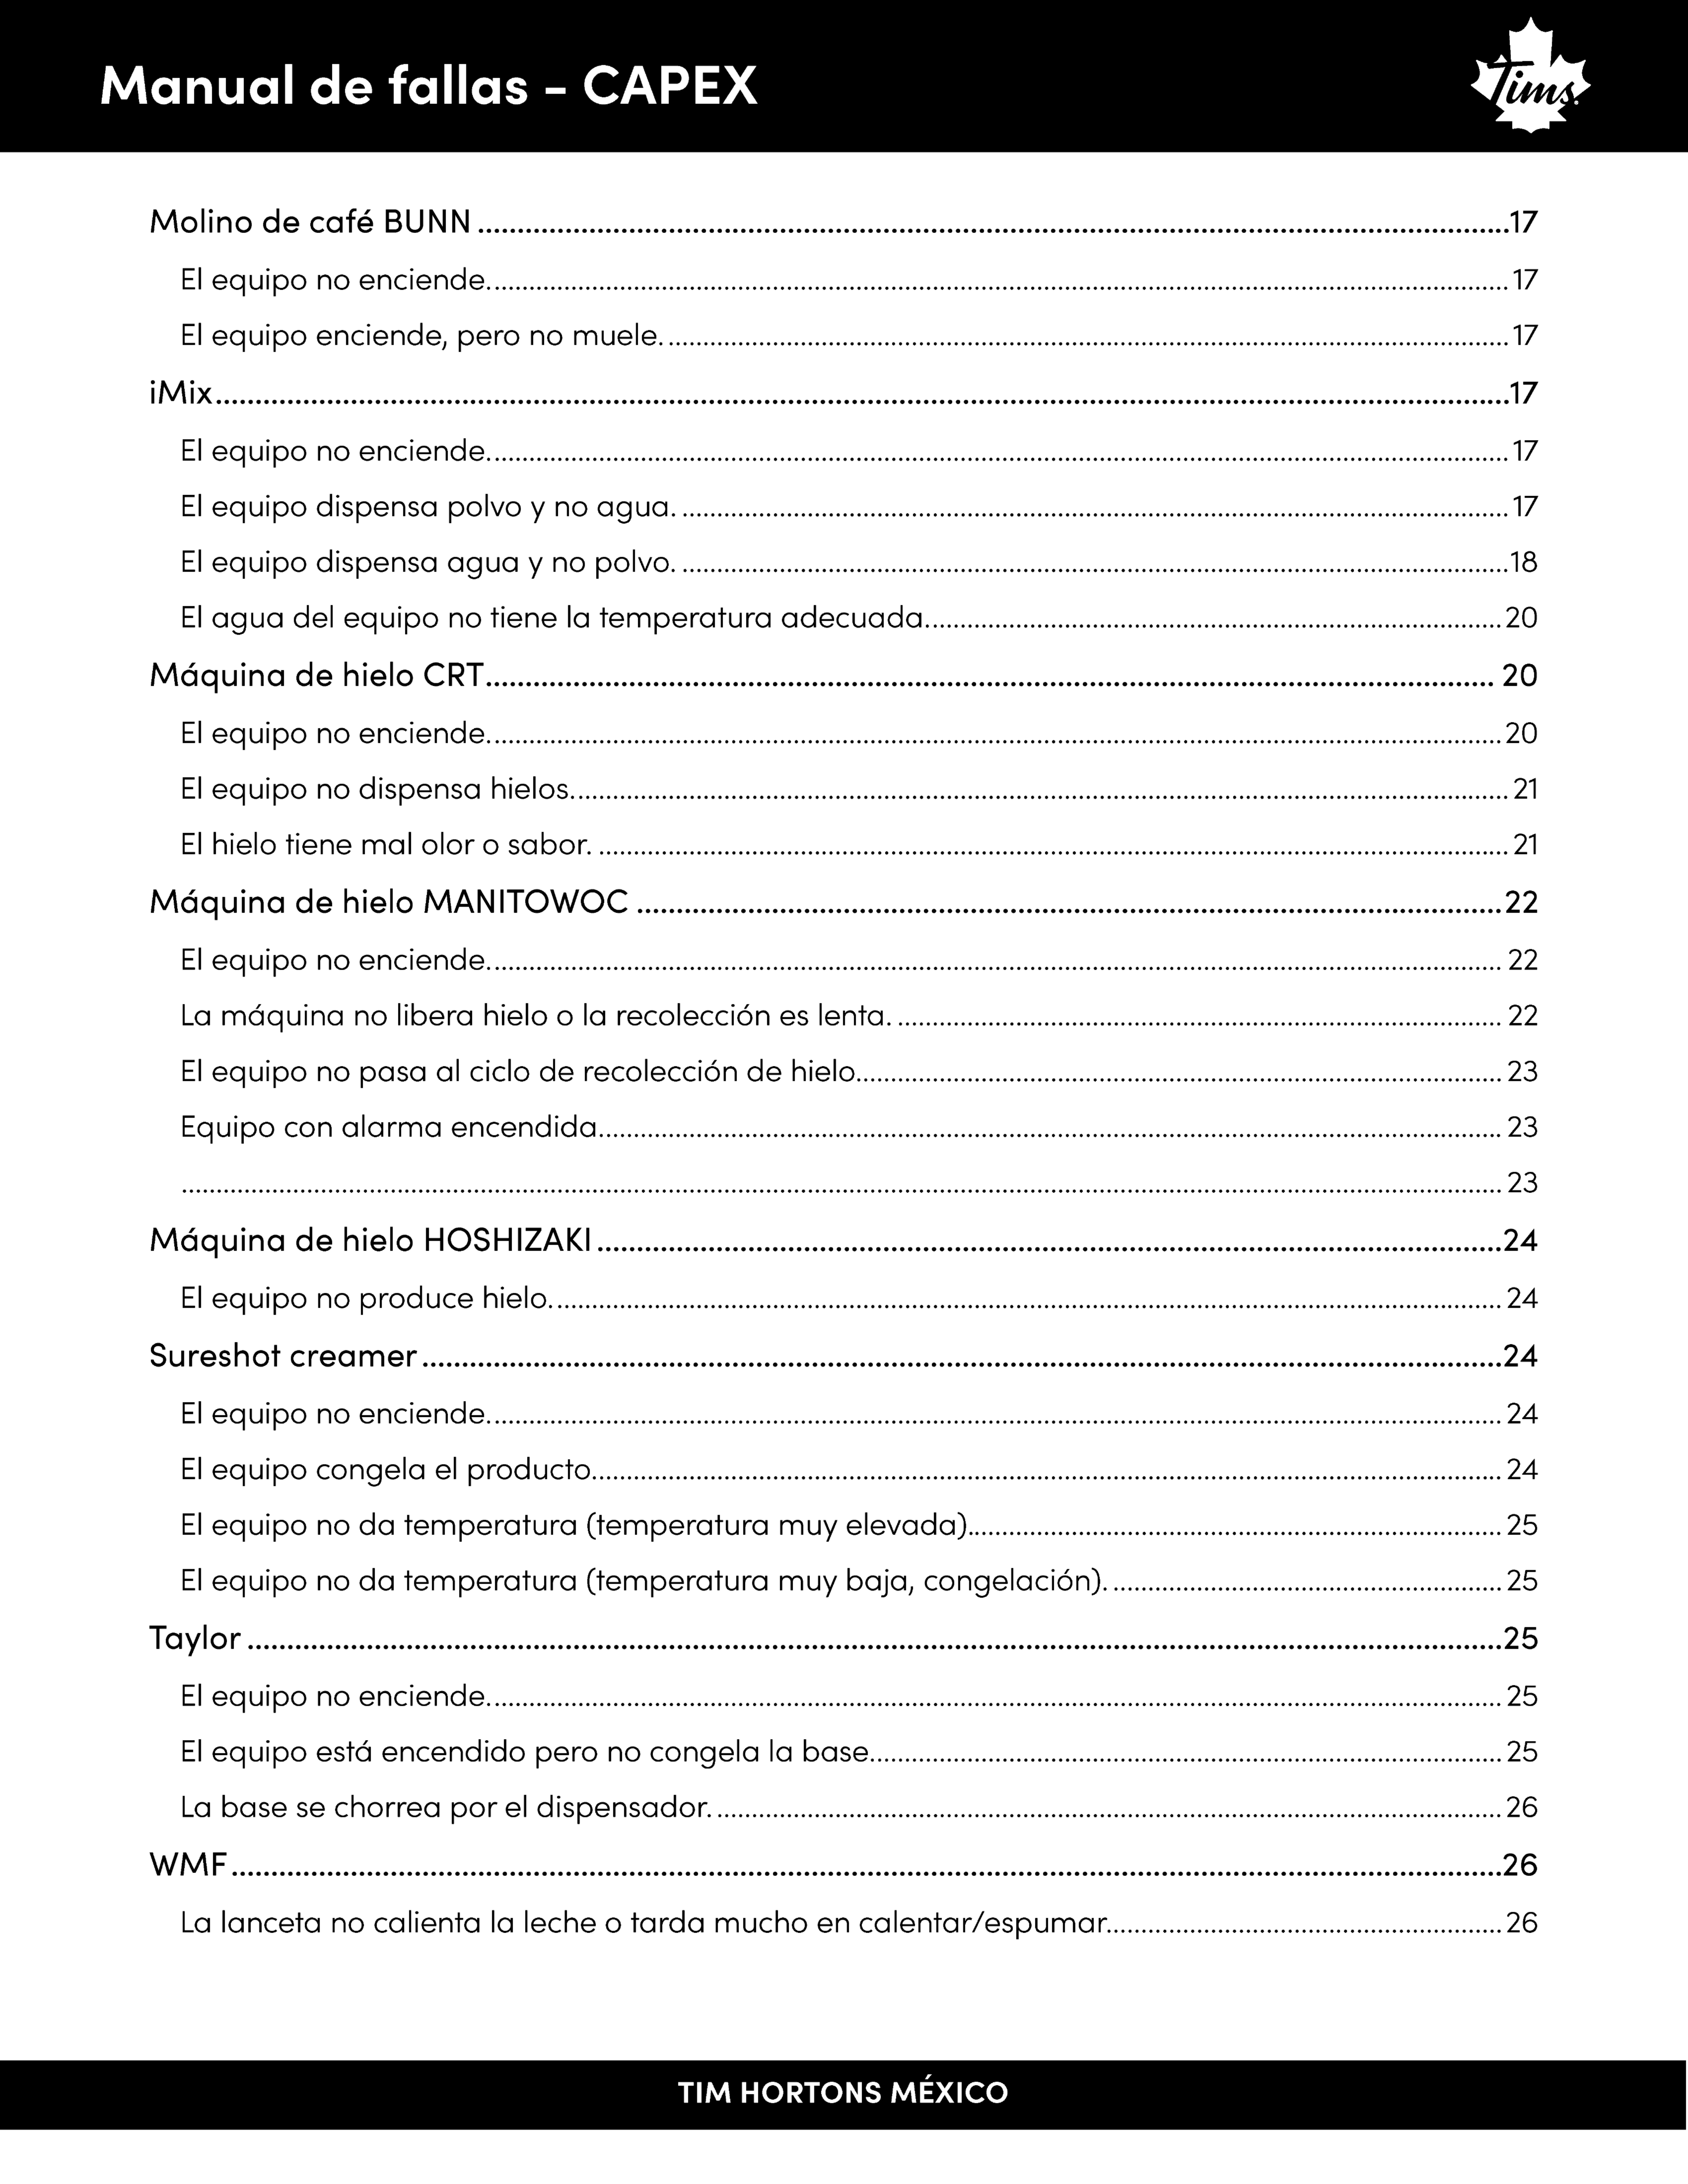 Manual de fallas - CAPEX
Tims.
Molino de café BUNN ........ 17
El equipo no enciende. ........ 17
El equipo enciende, pero no muele. ........ 17
iMix ........ 17
El equipo no enciende. ........ 17
El equipo dispensa polvo y no agua. ........ 17
El equipo dispensa agua y no polvo. ........ 18
El agua del equipo no tiene la temperatura adecuada. ........ 20
Máquina de hielo CRT ........ 20
El equipo no enciende. ........ 20
El equipo no dispensa hielos. ........ 21
El hielo tiene mal olor o sabor. ........ 21
Máquina de hielo MANITOWOC ........ 22
El equipo no enciende. ........ 22
La máquina no libera hielo o la recolección es lenta. ........ 22
El equipo no pasa al ciclo de recolección de hielo ........ 23
Equipo con alarma encendida ........ 23
........ 23
Máquina de hielo HOSHIZAKI ........ 24
El equipo no produce hielo. ........ 24
Sureshot creamer ........ 24
El equipo no enciende. ........ 24
El equipo congela el producto ........ 24
El equipo no da temperatura (temperatura muy elevada) ........ 25
El equipo no da temperatura (temperatura muy baja, congelación). ........ 25
Taylor ........ 25
El equipo no enciende. ........ 25
El equipo está encendido pero no congela la base ........ 25
La base se chorrea por el dispensador. ........ 26
WMF ........ 26
La lanceta no calienta la leche o tarda mucho en calentar/espumar ........ 26
TIM HORTONS MÉXICO